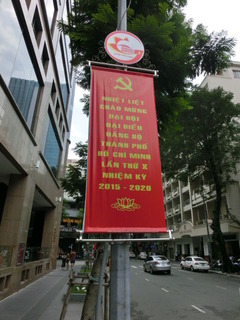 NHIỆT LIỆT
CHÀO MỪNG
ĐẠI HỘI
ĐẠI BIỂU
ĐẢNG BỘ
THÀNH PHỐ
HỒ CHÍ MINH
LẦN THỨ X
NHIỆM KỲ
2015 - 2020